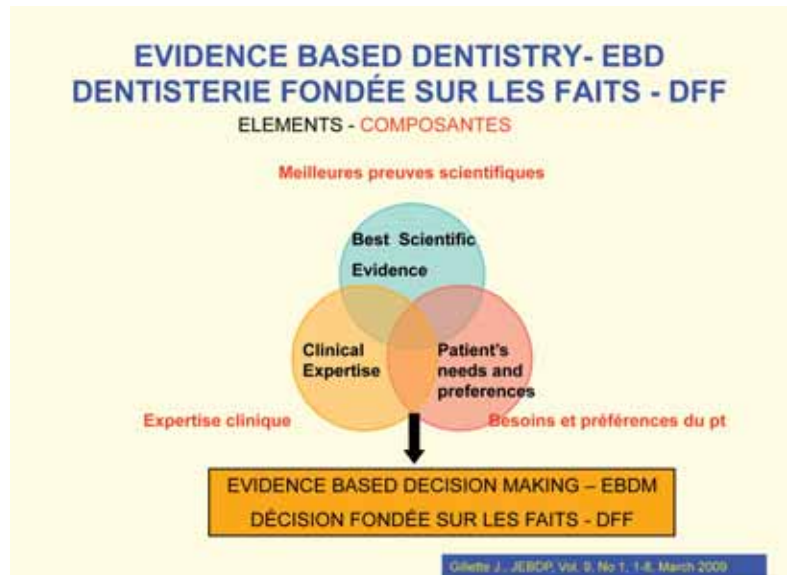 EVIDENCE BASED DENTISTRY- EBD
DENTISTERIE FONDÉE SUR LES FAITS - DFF
ELEMENTS - COMPOSANTES
Meilleures preuves scientifiques
Best Scientific
Evidence
Clinical
Expertise
Patient's
needs and
preferences
Expertise clinique
Besoins et préférences du pt
EVIDENCE BASED DECISION MAKING – EBDM
DÉCISION FONDÉE SUR LES FAITS - DFF
Gillette J., JEBDP, Vol. 9, No 1, 1-8, March 2009